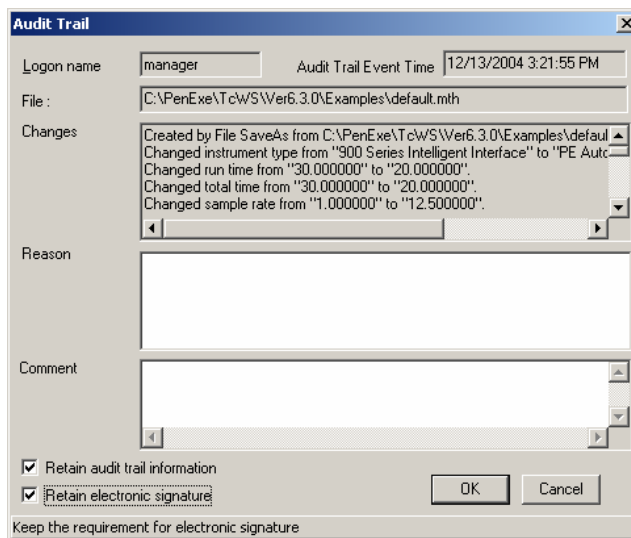 Audit Trail
Logon name manager Audit Trail Event Time 12/13/2004 3:21:55 PM
File : C:\PenExe\TcWS\Ver6.3.0\Examples\default.mth
Changes
Created by File SaveAs from C:\PenExe\TcWS\Ver6.3.0\Examples\defaul
Changed instrument type from "900 Series Intelligent Interface" to "PE Auto
Changed run time from "30.000000" to "20.000000".
Changed total time from "30.000000" to "20.000000".
Changed sample rate from "1.000000" to "12.500000".
Reason
Comment
Retain audit trail information
Retain electronic signature
OK Cancel
Keep the requirement for electronic signature